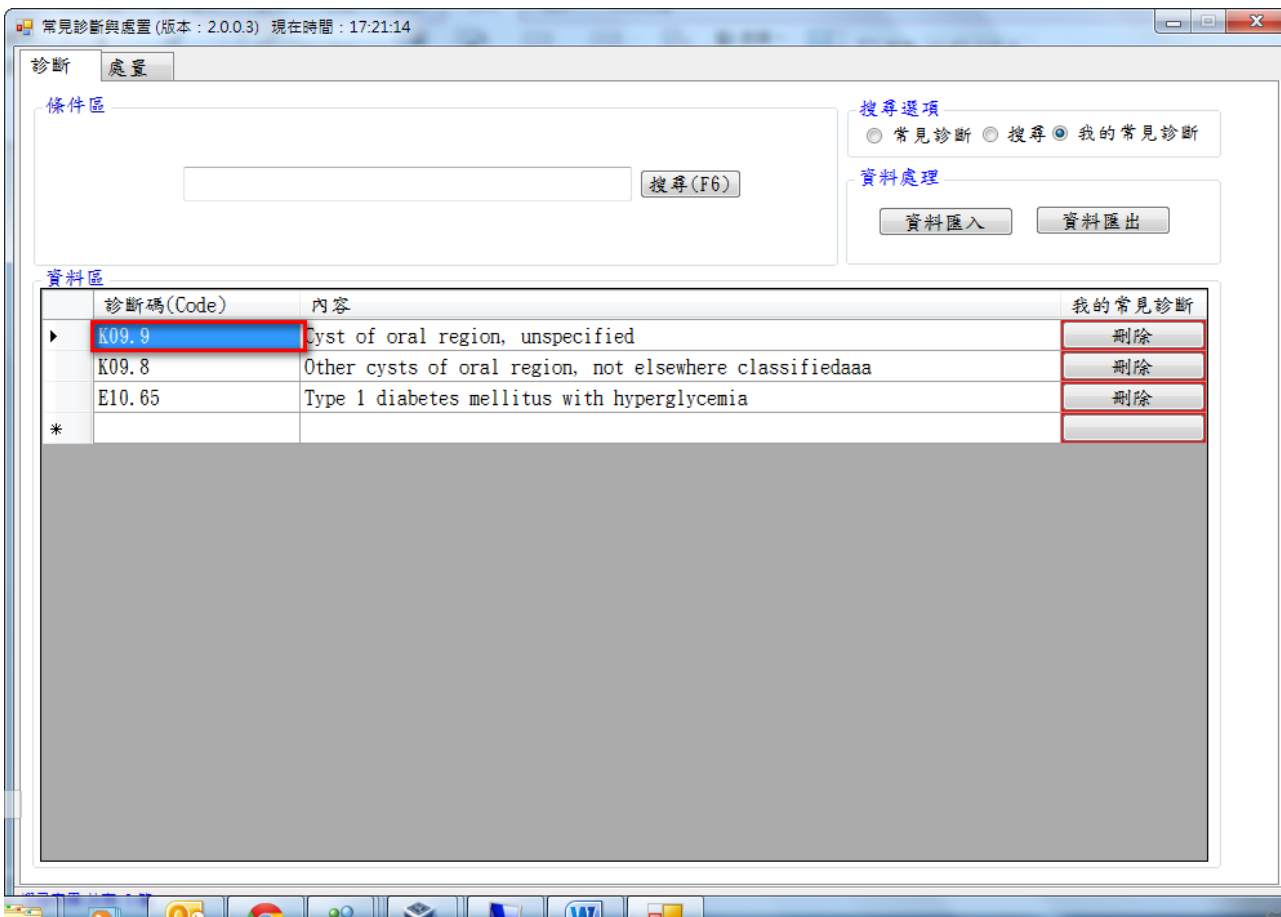 常見診斷與處置 (版本：2.0.0.3) 現在時間：17:21:14
診斷 處置
條件區
搜尋(F6)
搜尋選項
常見診斷 搜尋 我的常見診斷
資料處理
資料匯入 資料匯出
資料區
診斷碼(Code) 內容 我的常見診斷
K09.9 Cyst of oral region, unspecified 刪除
K09.8 Other cysts of oral region, not elsewhere classifiedaaa 刪除
E10.65 Type 1 diabetes mellitus with hyperglycemia 刪除
*